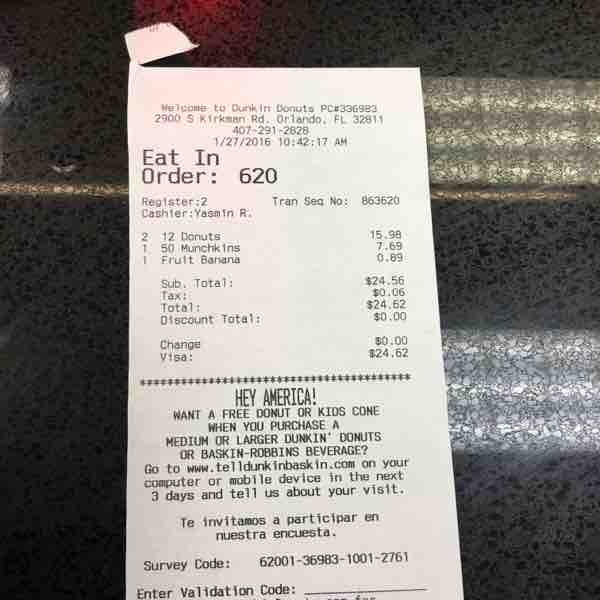 Welcome to Dunkin Donuts PC#336983
2900 S Kirkman Rd. Orlando, FL 32811
407-291-2828
1/27/2016 10:42:17 AM
Eat In
Order: 620
Register:2 Tran Seq No: 863620
Cashier:Yasmin R.
2 12 Donuts 15.98
1 50 Munchkins 7.69
1 Fruit Banana 0.89
Sub. Total: $24.56
Tax: $0.06
Total: $24.62
Discount Total: $0.00
Change $0.00
Visa: $24.62
****************************************
HEY AMERICA!
WANT A FREE DONUT OR KIDS CONE
WHEN YOU PURCHASE A
MEDIUM OR LARGER DUNKIN' DONUTS
OR BASKIN-ROBBINS BEVERAGE?
Go to www.telldunkinbaskin.com on your
computer or mobile device in the next
3 days and tell us about your visit.
Te invitamos a participar en
nuestra encuesta.
Survey Code: 62001-36983-1001-2761
Enter Validation Code: ____________